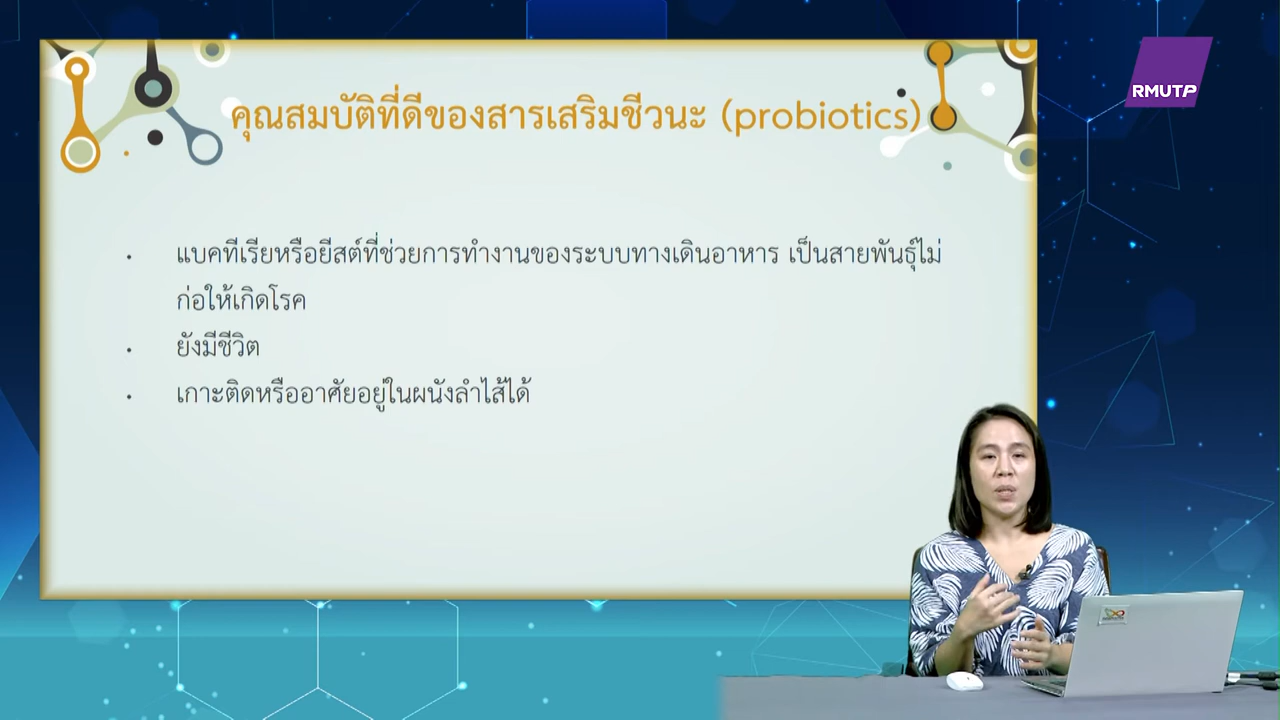 คุณสมบัติที่ดีของสารเสริมชีวนะ (probiotics)
RMUTP
• แบคทีเรียหรือยีสต์ที่ช่วยการทำงานของระบบทางเดินอาหาร เป็นสายพันธุ์ไม่
ก่อให้เกิดโรค
• ยังมีชีวิต
• เกาะติดหรืออาศัยอยู่ในผนังลำไส้ได้